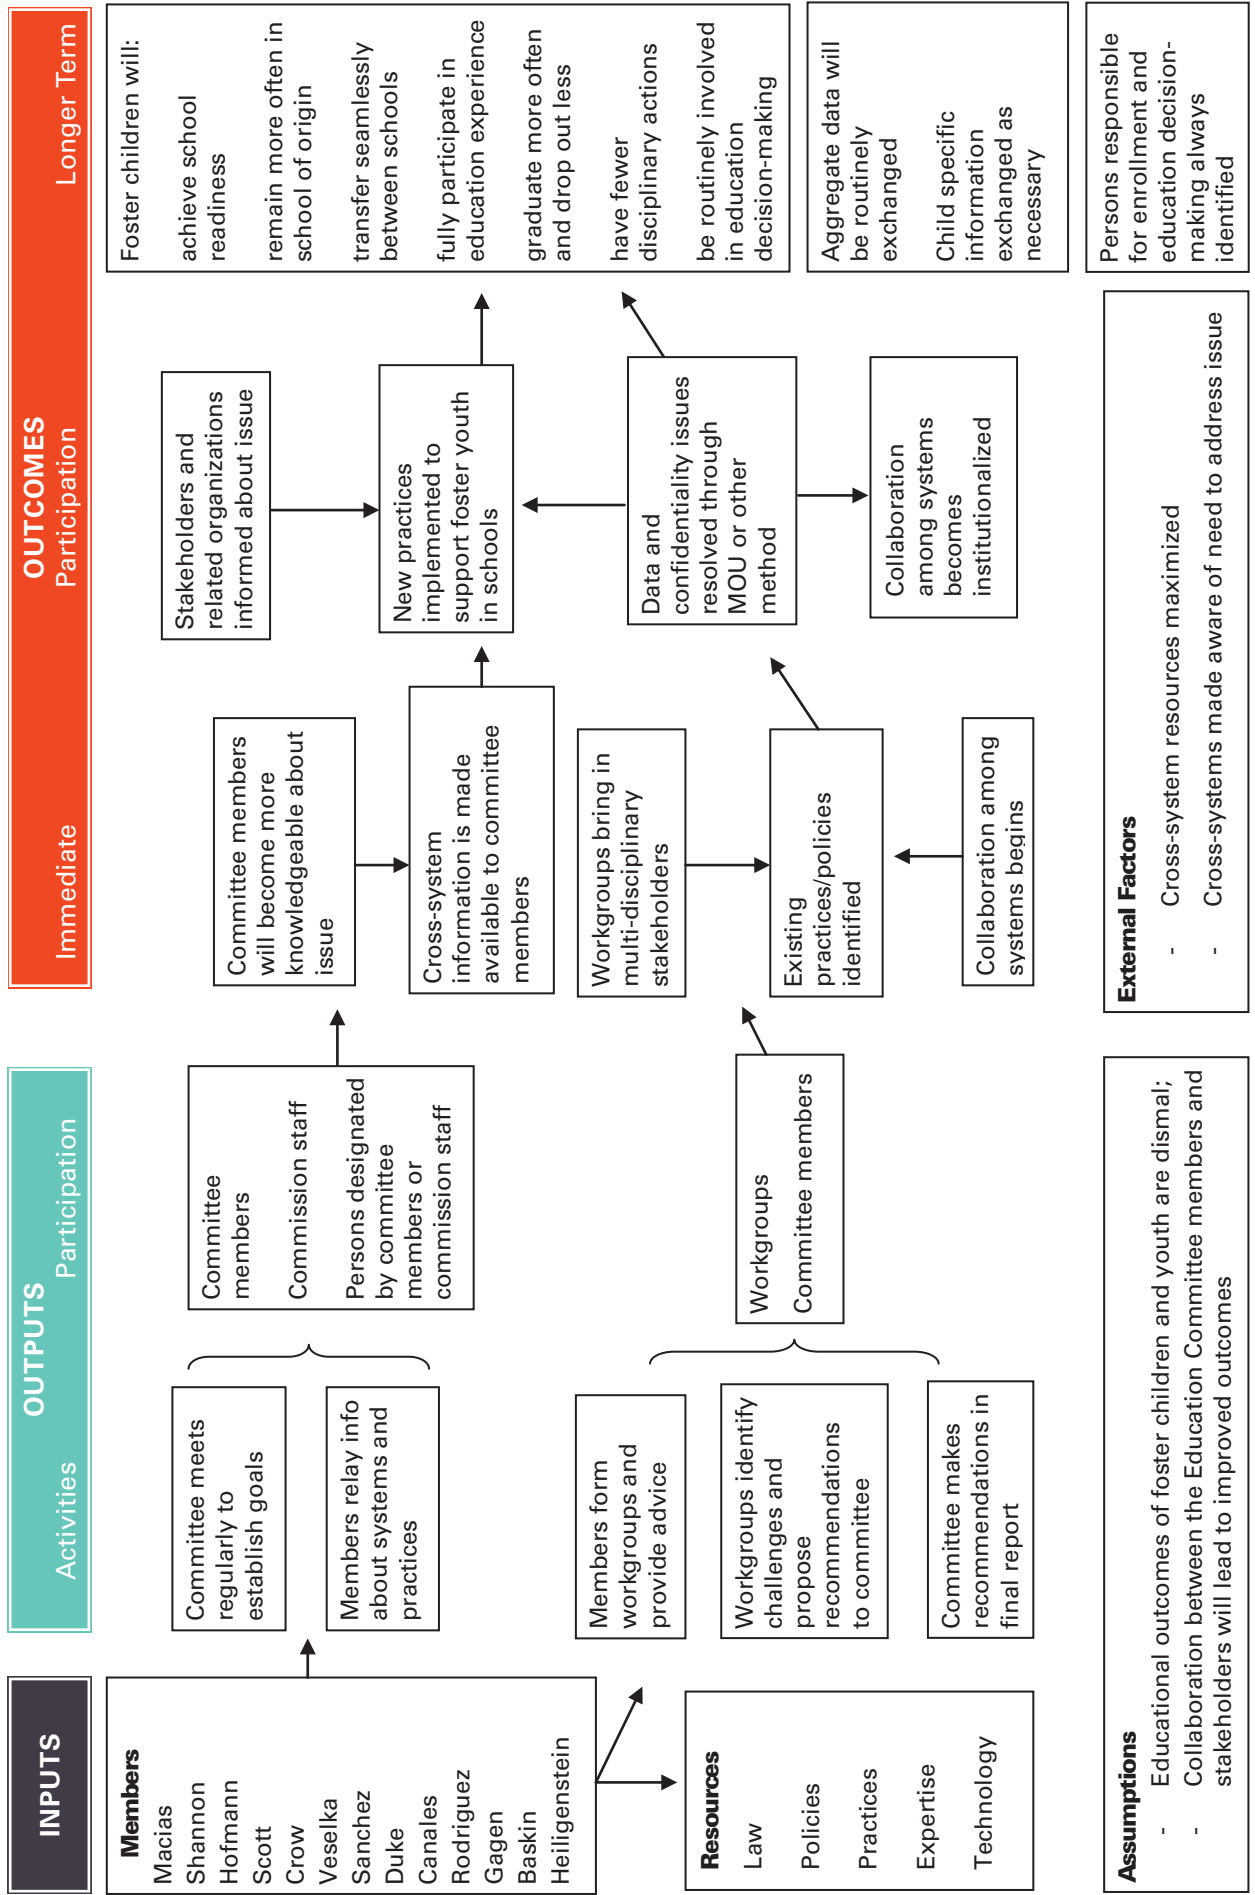 INPUTS
Members
Macias
Shannon
Hofmann
Scott
Crow
Veselka
Sanchez
Duke
Canales
Rodriguez
Gagen
Baskin
Heiligenstein
Resources
Law
Policies
Practices
Expertise
Technology
OUTPUTS
Activities
Participation
Committee meets
regularly to
establish goals
Members relay info
about systems and
practices
Members form
workgroups and
provide advice
Workgroups identify
challenges and
propose
recommendations
to committee
Committee makes
recommendations in
final report
Committee
members
Commission staff
Persons designated
by committee
members or
commission staff
Workgroups
Committee members
OUTCOMES
Immediate
Participation
Longer Term
Committee members
will become more
knowledgeable about
issue
Cross-system
information is made
available to committee
members
Workgroups bring in
multi-disciplinary
stakeholders
Existing
practices/policies
identified
Collaboration among
systems begins
Stakeholders and
related organizations
informed about issue
New practices
implemented to
support foster youth
in schools
Data and
confidentiality issues
resolved through
MOU or other
method
Collaboration
among systems
becomes
institutionalized
Foster children will:
achieve school
readiness
remain more often in
school of origin
transfer seamlessly
between schools
fully participate in
education experience
graduate more often
and drop out less
have fewer
disciplinary actions
be routinely involved
in education
decision-making
Aggregate data will
be routinely
exchanged
Child specific
information
exchanged as
necessary
Persons responsible
for enrollment and
education decision-
making always
identified
Assumptions
- Educational outcomes of foster children and youth are dismal;
- Collaboration between the Education Committee members and
stakeholders will lead to improved outcomes
External Factors
- Cross-system resources maximized
- Cross-systems made aware of need to address issue